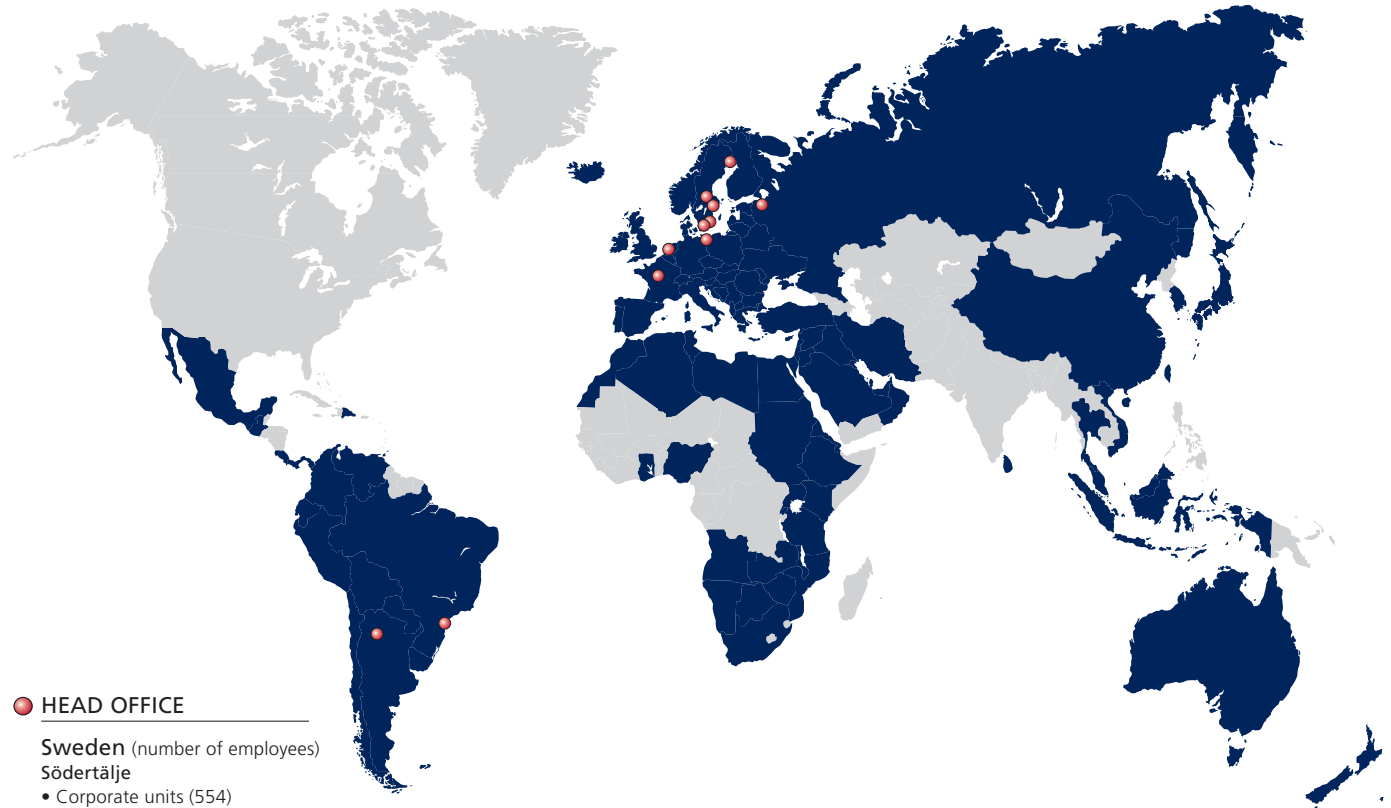 HEAD OFFICE
Sweden (number of employees)
Södertälje
• Corporate units (554)